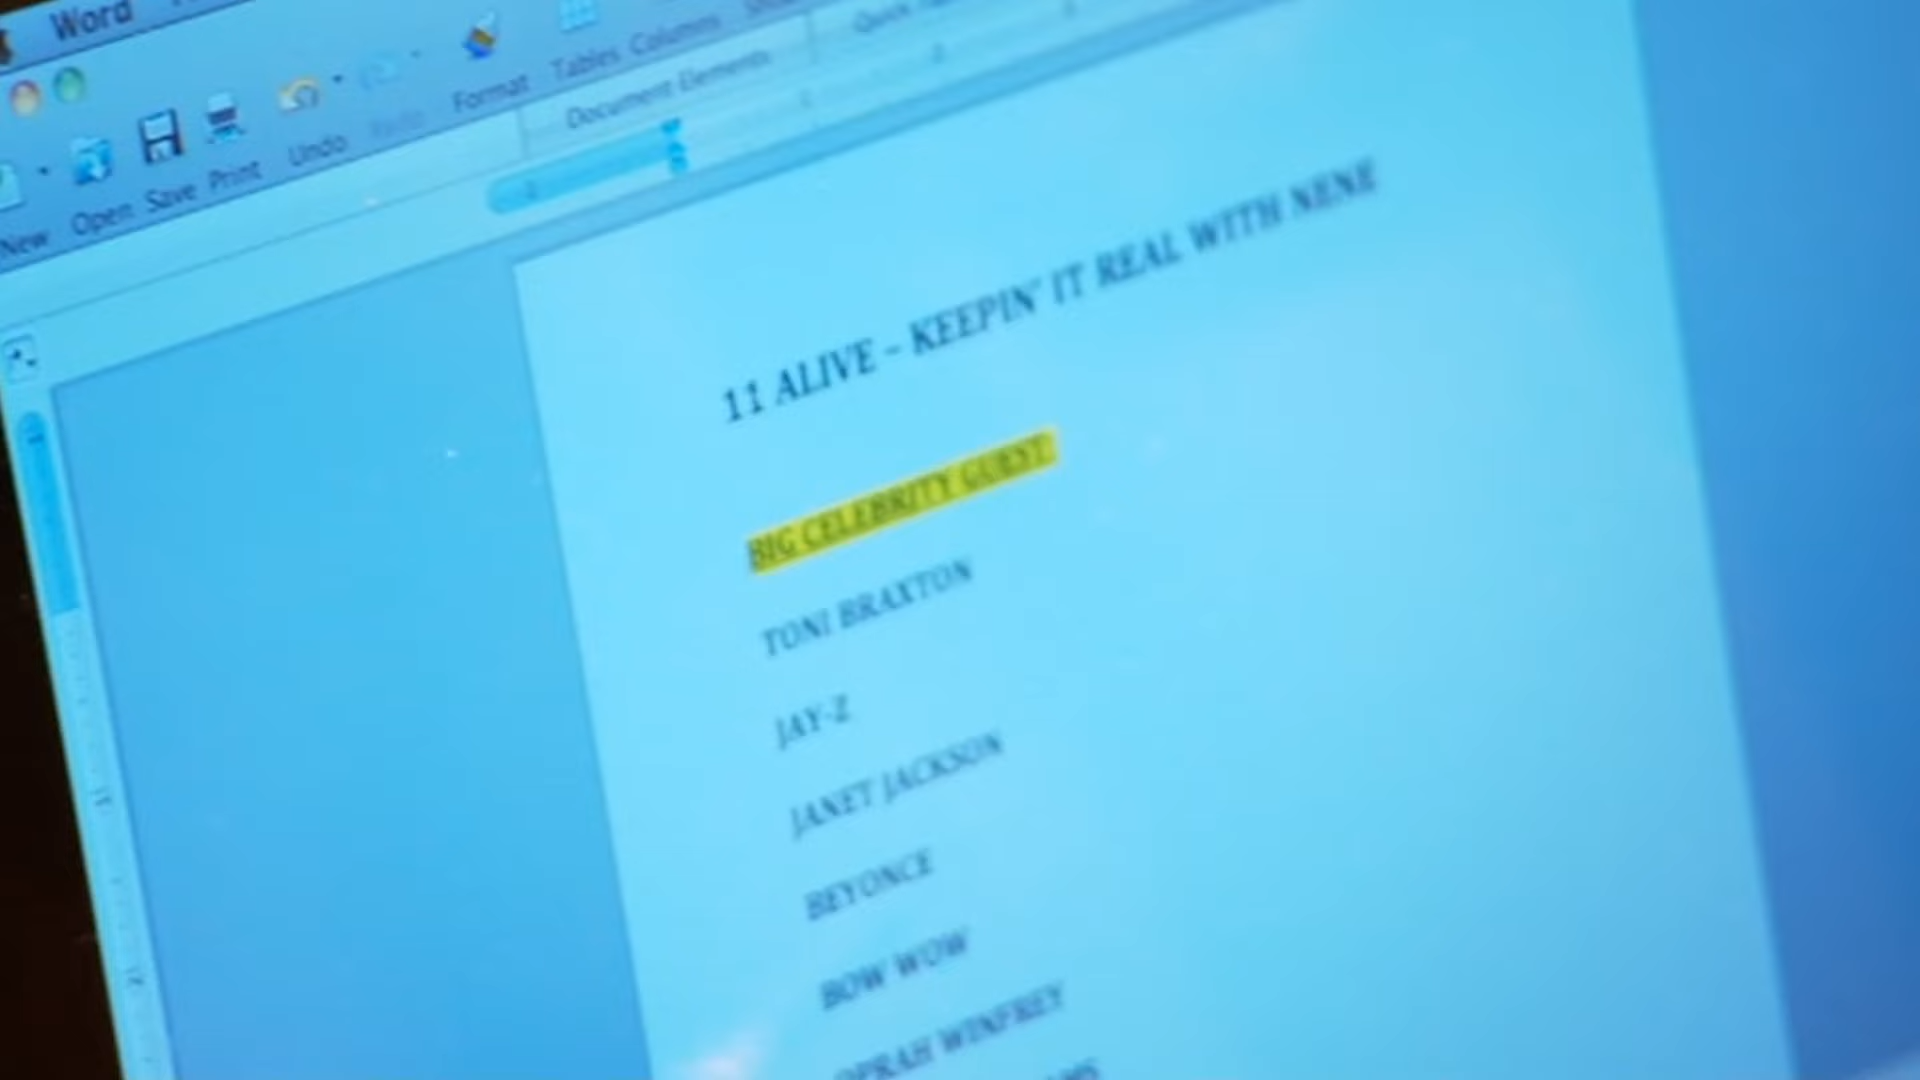 Word
New Open Save Print Undo Redo Format Tables Columns
Document Elements
11 ALIVE – KEEPIN' IT REAL WITH NENE
BIG CELEBRITY GUEST
TONI BRAXTON
JAY-Z
JANET JACKSON
BEYONCE
BOW WOW
OPRAH WINFREY